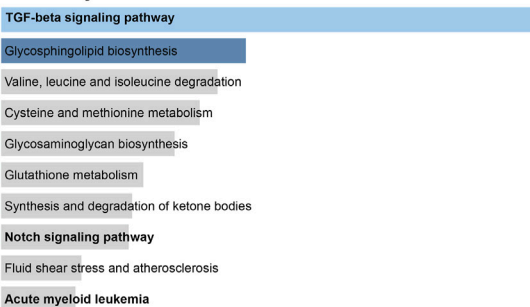 TGF-beta signaling pathway
Glycosphingolipid biosynthesis
Valine, leucine and isoleucine degradation
Cysteine and methionine metabolism
Glycosaminoglycan biosynthesis
Glutathione metabolism
Synthesis and degradation of ketone bodies
Notch signaling pathway
Fluid shear stress and atherosclerosis
Acute myeloid leukemia